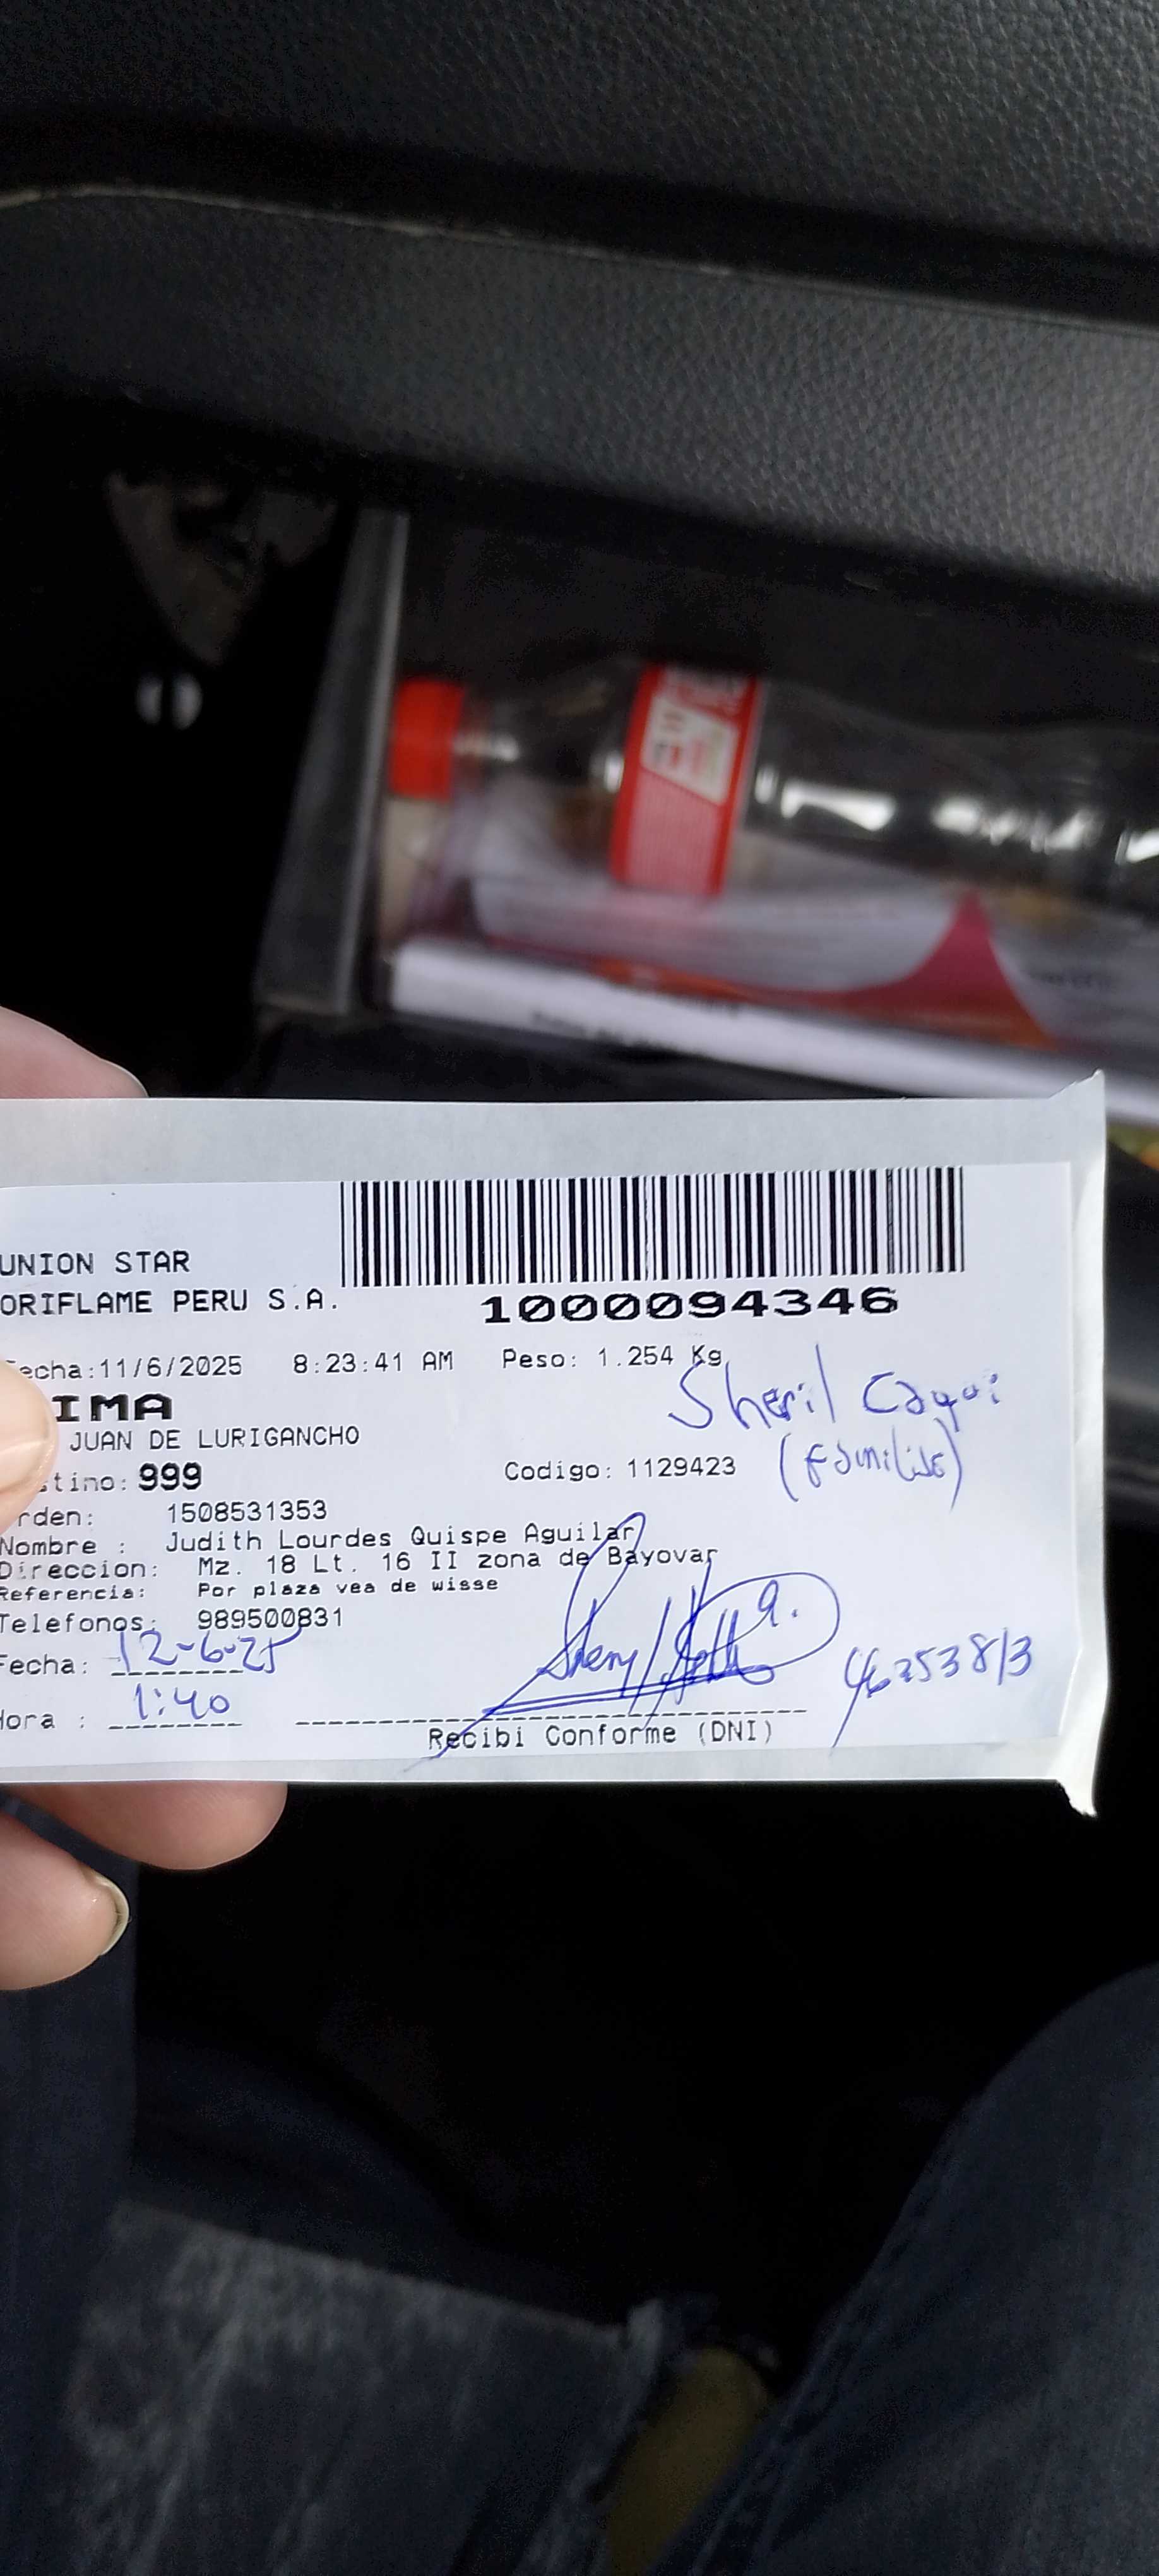 UNION STAR
ORIFLAME PERU S.A.
1000094346
echa:11/6/2025 8:23:41 AM Peso: 1.254 Kg
IMA
JUAN DE LURIGANCHO
Sheril Caqui
(familiar)
stino: 999 Codigo: 1129423
rden: 1508531353
Nombre : Judith Lourdes Quispe Aguilar
Direccion: Mz. 18 Lt. 16 II zona de Bayovar
Referencia: Por plaza vea de wisse
Telefonos: 989500831
Fecha: 12-6-25
Hora : 1:40
46253813
Recibi Conforme (DNI)